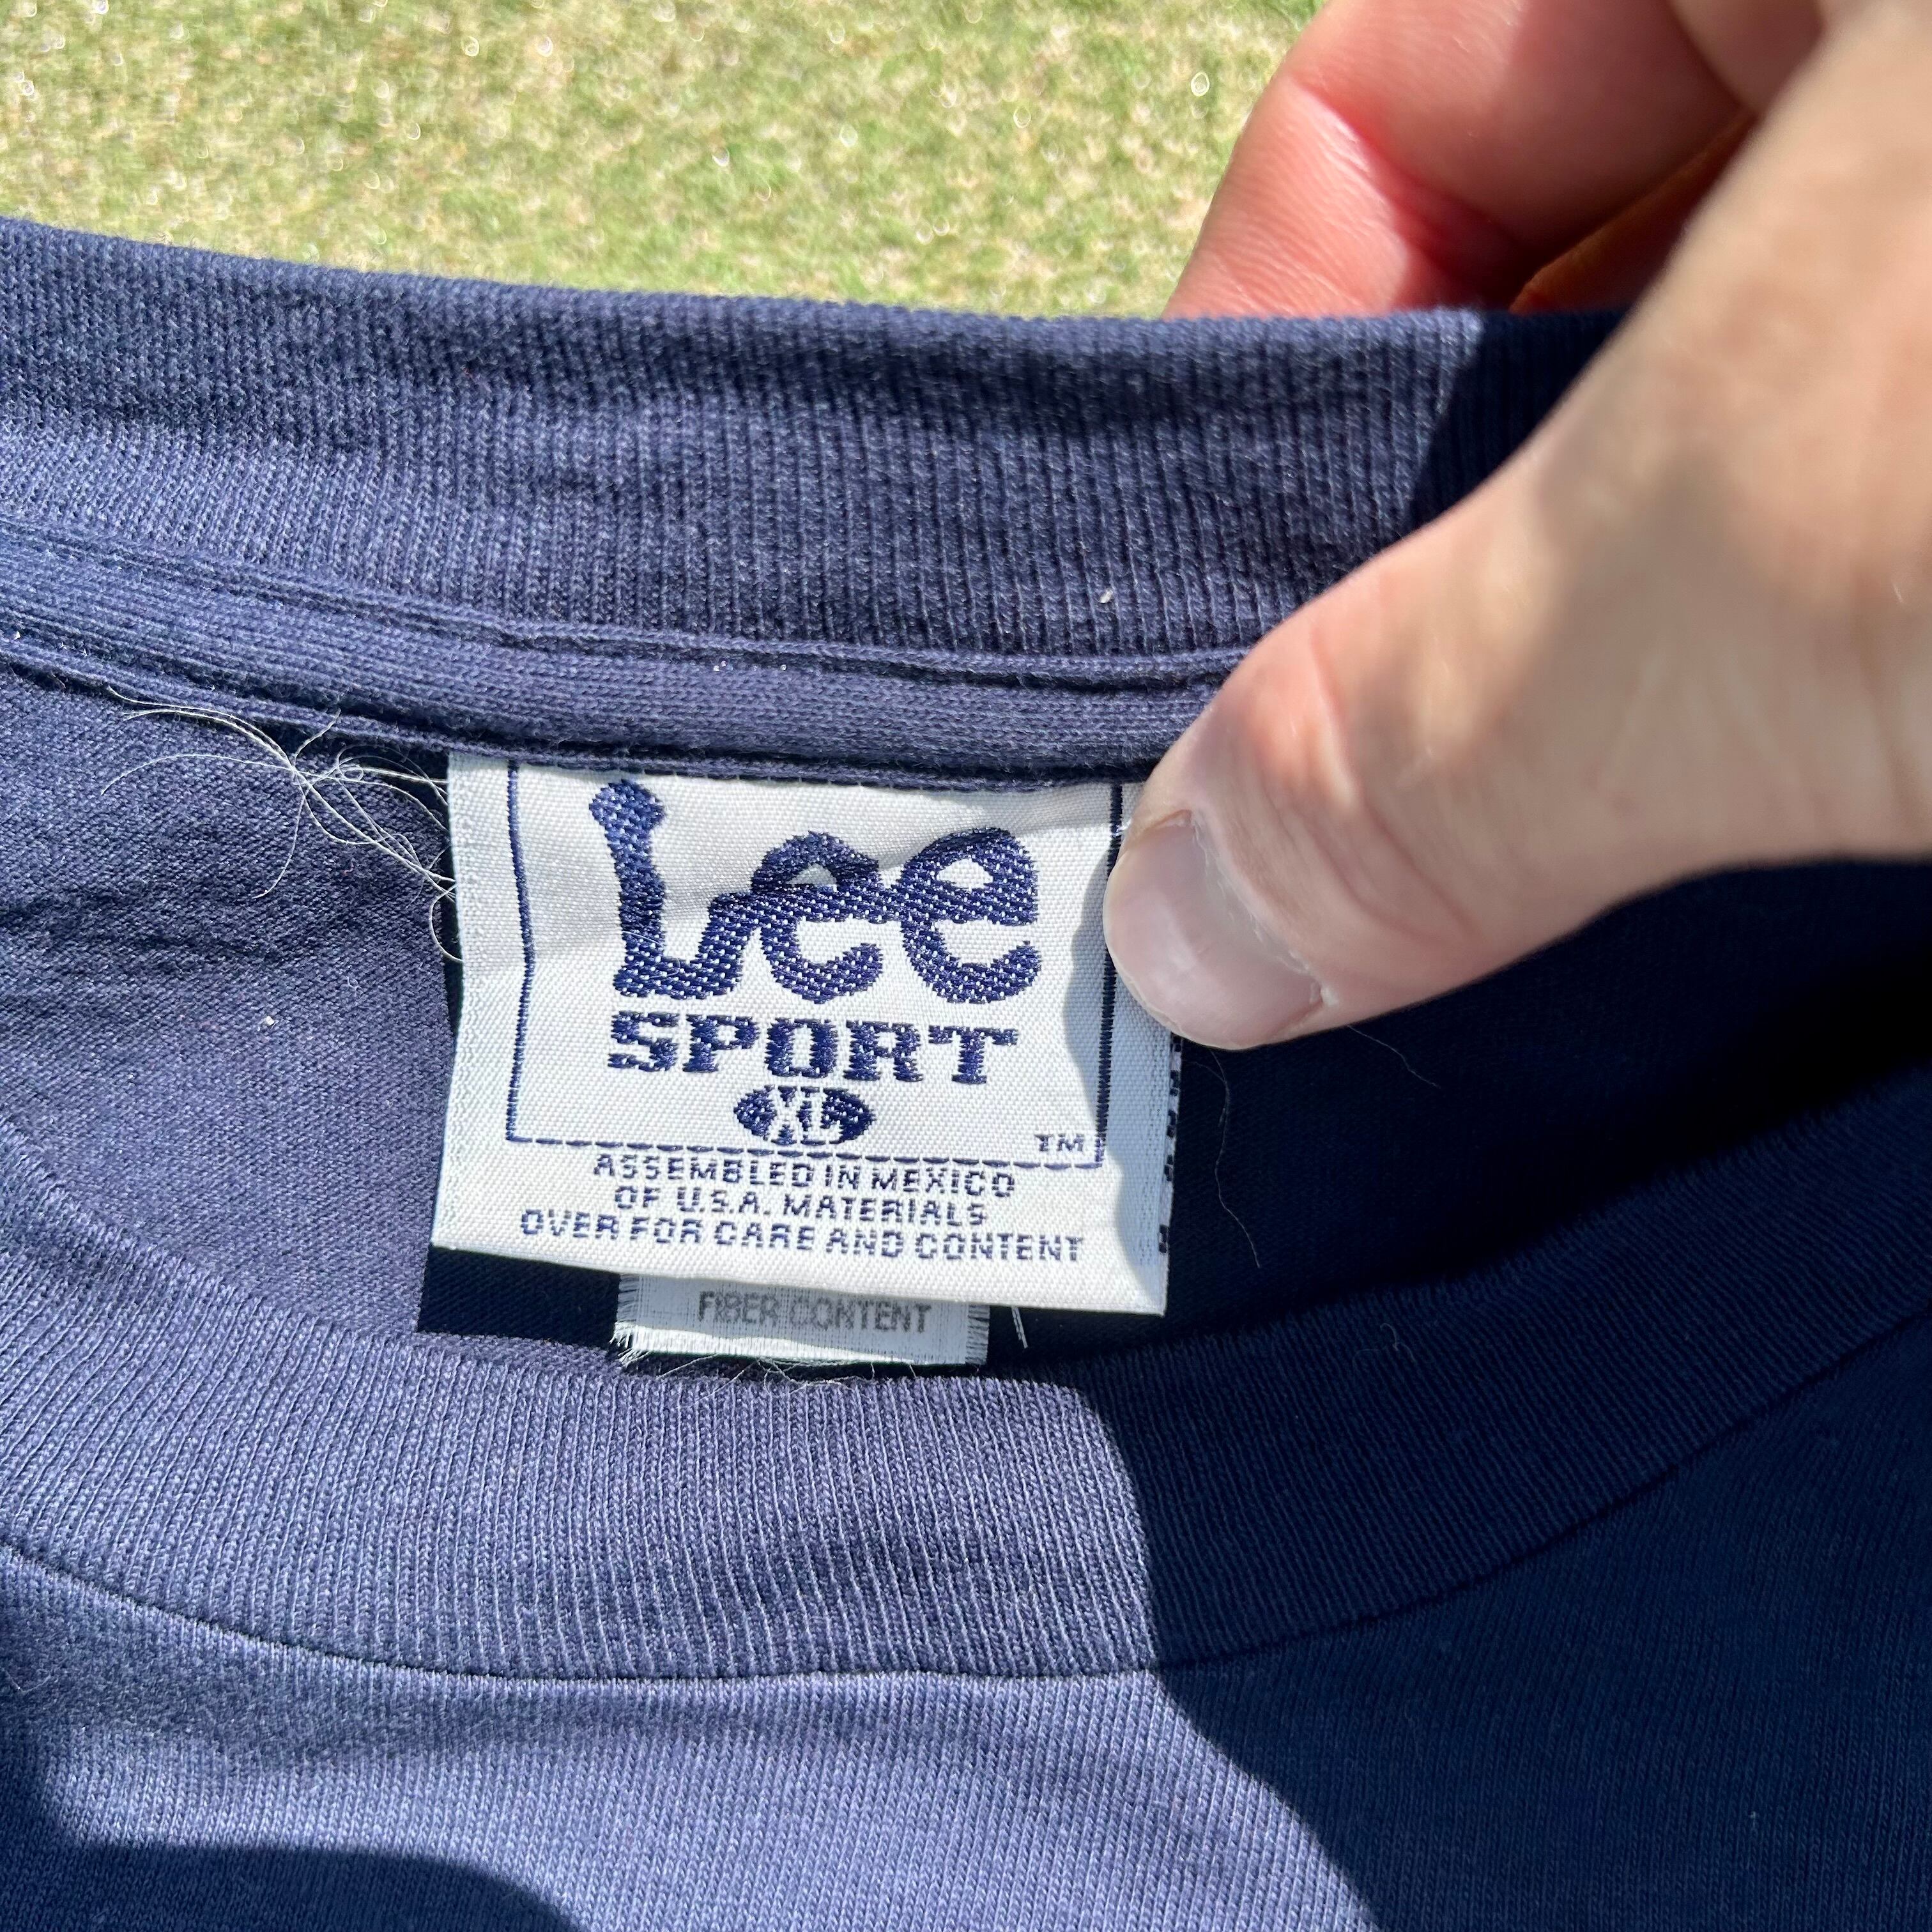 Lee
SPORT
XL
TM
ASSEMBLED IN MEXICO
OF U.S.A. MATERIALS
OVER FOR CARE AND CONTENT
FIBER CONTENT